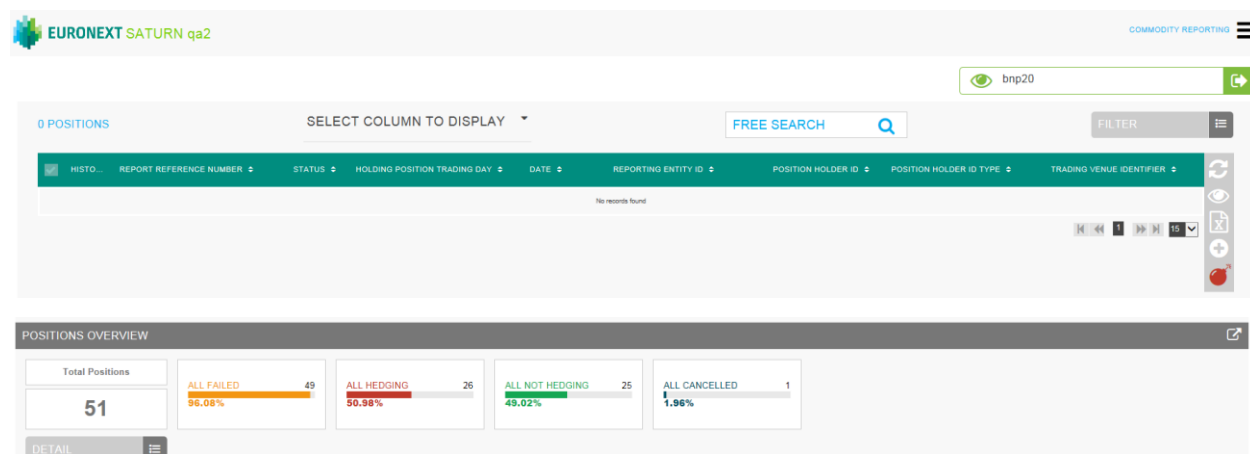 EURONEXT SATURN qa2
COMMODITY REPORTING
bnp20
0 POSITIONS
SELECT COLUMN TO DISPLAY
FREE SEARCH
FILTER
HISTO... REPORT REFERENCE NUMBER STATUS HOLDING POSITION TRADING DAY DATE REPORTING ENTITY ID POSITION HOLDER ID POSITION HOLDER ID TYPE TRADING VENUE IDENTIFIER
No records found
1 15
POSITIONS OVERVIEW
Total Positions
51
ALL FAILED 49
96.08%
ALL HEDGING 26
50.98%
ALL NOT HEDGING 25
49.02%
ALL CANCELLED 1
1.96%
DETAIL